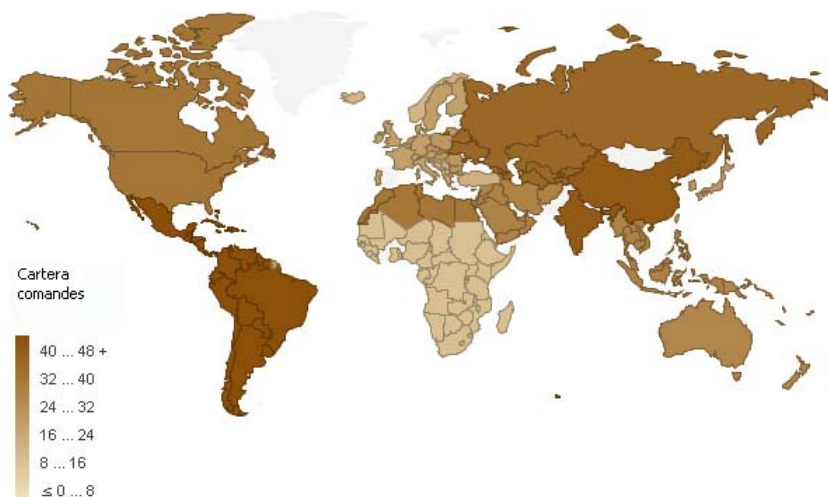 Cartera
comandes
40 ... 48 +
32 ... 40
24 ... 32
16 ... 24
8 ... 16
≤ 0 ... 8